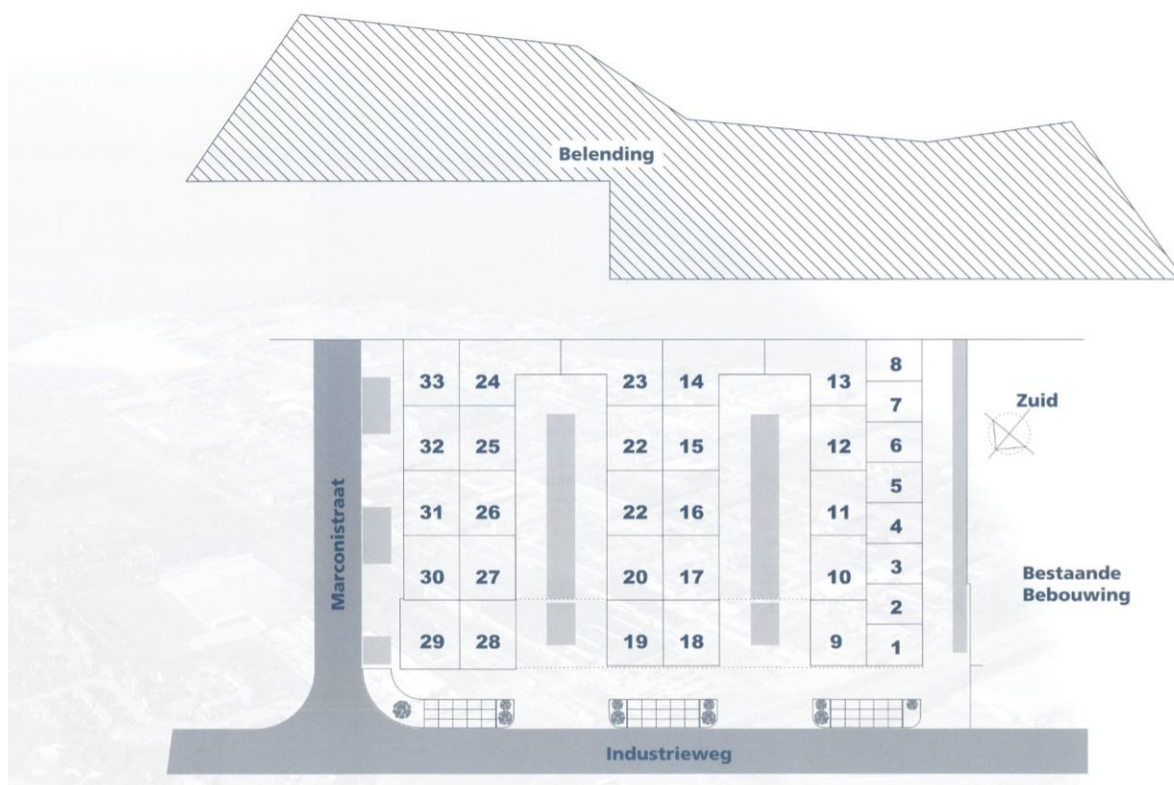 Belending
8
33 24 23 14 13
7
Zuid
32 25 22 15 12
6
5
31 26 22 16 11
4
Marconistraat
3
30 27 20 17 10
Bestaande
Bebouwing
2
29 28 19 18 9
1
Industrieweg